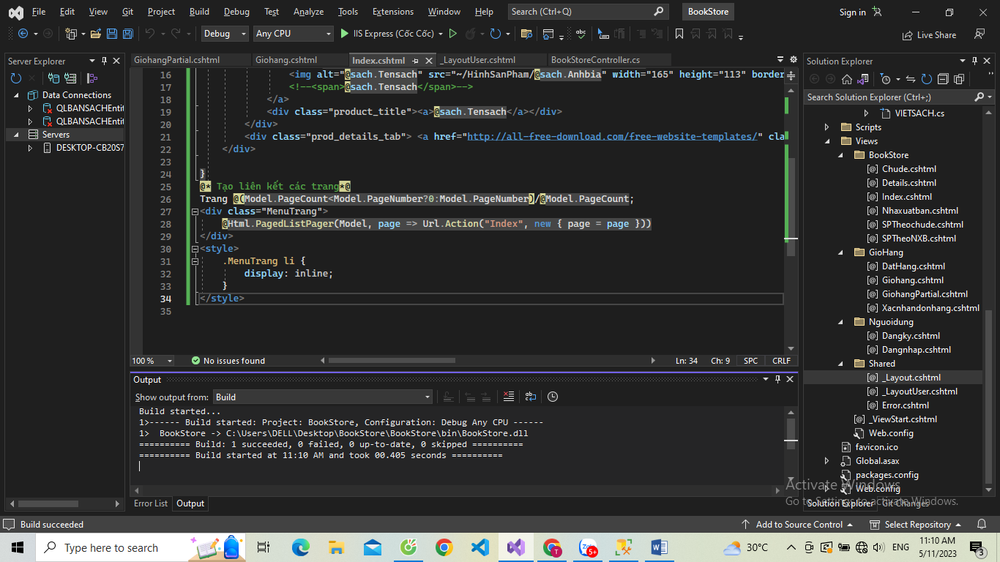 File Edit View Git Project Build Debug Test Analyze Tools Extensions Window Help Search (Ctrl+Q) BookStore Sign in
Debug Any CPU IIS Express (Cốc Cốc) Live Share
Server Explorer
Data Connections
QLBANSACHEntit
QLBANSACHEntit
Servers
DESKTOP-CB20S7
GiohangPartial.cshtml Giohang.cshtml Index.cshtml _LayoutUser.cshtml BookStoreController.cs
16 <img alt="@sach.Tensach" src="~/HinhSanPham/@sach.Anhbia" width="165" height="113" border
17 <!--<span>@sach.Tensach</span>-->
18 </a>
19 <div class="product_title"><a>@sach.Tensach</a></div>
20 </div>
21 <div class="prod_details_tab"> <a href="http://all-free-download.com/free-website-templates/" cla
22 </div>
23
24 }
25 @* Tạo liên kết các trang*@
26 Trang @(Model.PageCount<Model.PageNumber?0:Model.PageNumber)/@Model.PageCount;
27 <div class="MenuTrang">
28 @Html.PagedListPager(Model, page => Url.Action("Index", new { page = page }))
29 </div>
30 <style>
31 .MenuTrang li {
32 display: inline;
33 }
34 </style>
35
100 % No issues found Ln: 34 Ch: 9 SPC CRLF
Output
Show output from: Build
Build started...
1>------ Build started: Project: BookStore, Configuration: Debug Any CPU ------
1> BookStore -> C:\Users\DELL\Desktop\BookStore\BookStore\bin\BookStore.dll
========== Build: 1 succeeded, 0 failed, 0 up-to-date, 0 skipped ==========
========== Build started at 11:10 AM and took 00.405 seconds ==========
Error List Output
Solution Explorer
Search Solution Explorer (Ctrl+;)
VIETSACH.cs
Scripts
Views
BookStore
Chude.cshtml
Details.cshtml
Index.cshtml
Nhaxuatban.cshtml
SPTheochude.cshtml
SPTheoNXB.cshtml
GioHang
DatHang.cshtml
Giohang.cshtml
GiohangPartial.cshtml
Xacnhandonhang.cshtml
Nguoidung
Dangky.cshtml
Dangnhap.cshtml
Shared
_Layout.cshtml
_LayoutUser.cshtml
Error.cshtml
_ViewStart.cshtml
Web.config
favicon.ico
Global.asax
packages.config
Web.config
Solution Explorer Git Changes
Activate Windows
Go to Settings to activate Windows.
Build succeeded Add to Source Control Select Repository
Type here to search 5+ 30°C ENG 11:10 AM
5/11/2023 3